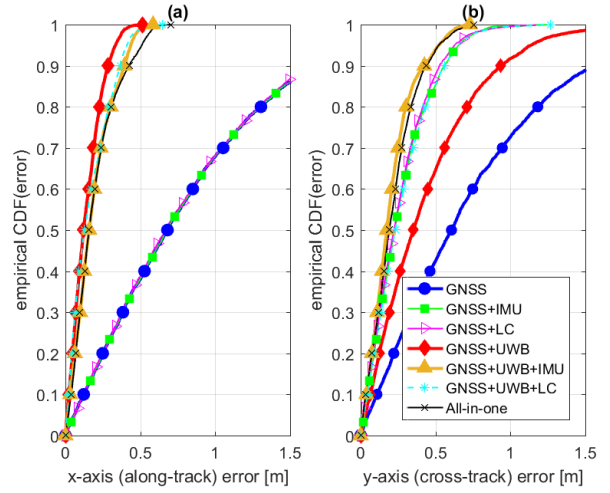 (a)
(b)
empirical CDF(error)
1
0.9
0.8
0.7
0.6
0.5
0.4
0.3
0.2
0.1
0
0
0.5
1
1.5
x-axis (along-track) error [m]
empirical CDF(error)
1
0.9
0.8
0.7
0.6
0.5
0.4
0.3
0.2
0.1
0
GNSS
GNSS+IMU
GNSS+LC
GNSS+UWB
GNSS+UWB+IMU
GNSS+UWB+LC
All-in-one
0
0.5
1
1.5
y-axis (cross-track) error [m]